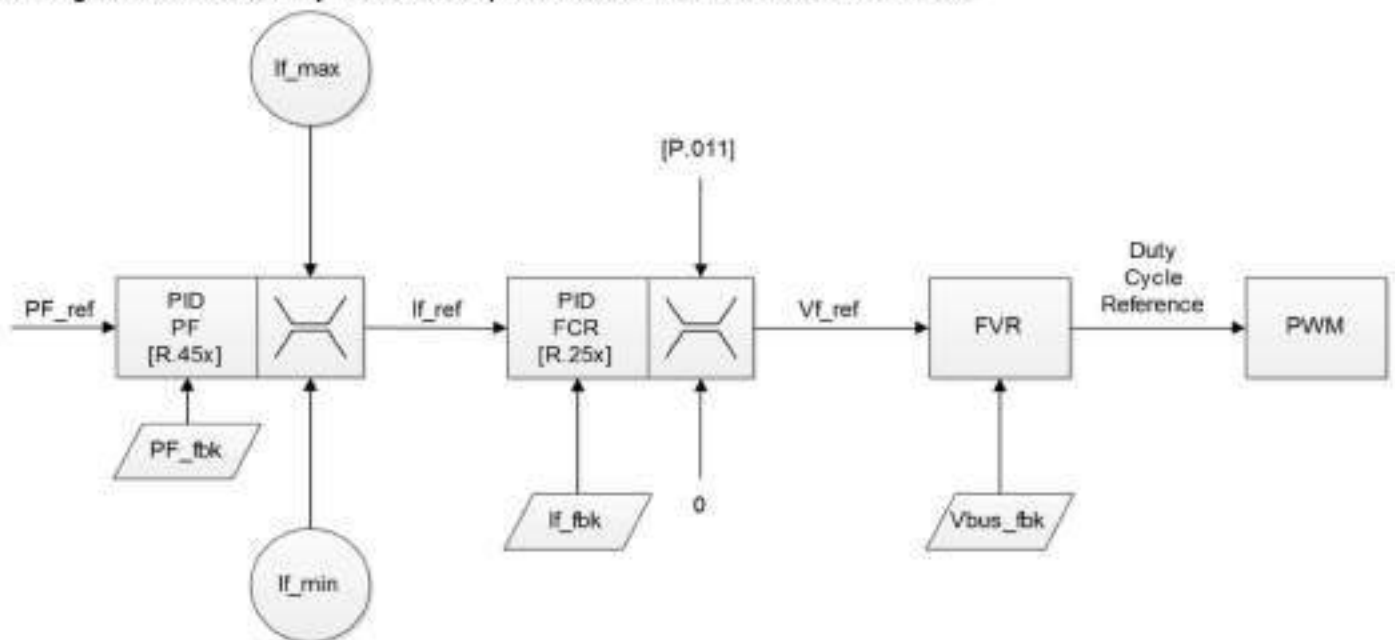 If_max
[P.011]
PF_ref
PID
PF
[R.45x]
If_ref
PID
FCR
[R.25x]
Vf_ref
FVR
Duty
Cycle
Reference
PWM
PF_fbk
If_fbk
0
Vbus_fbk
If_min